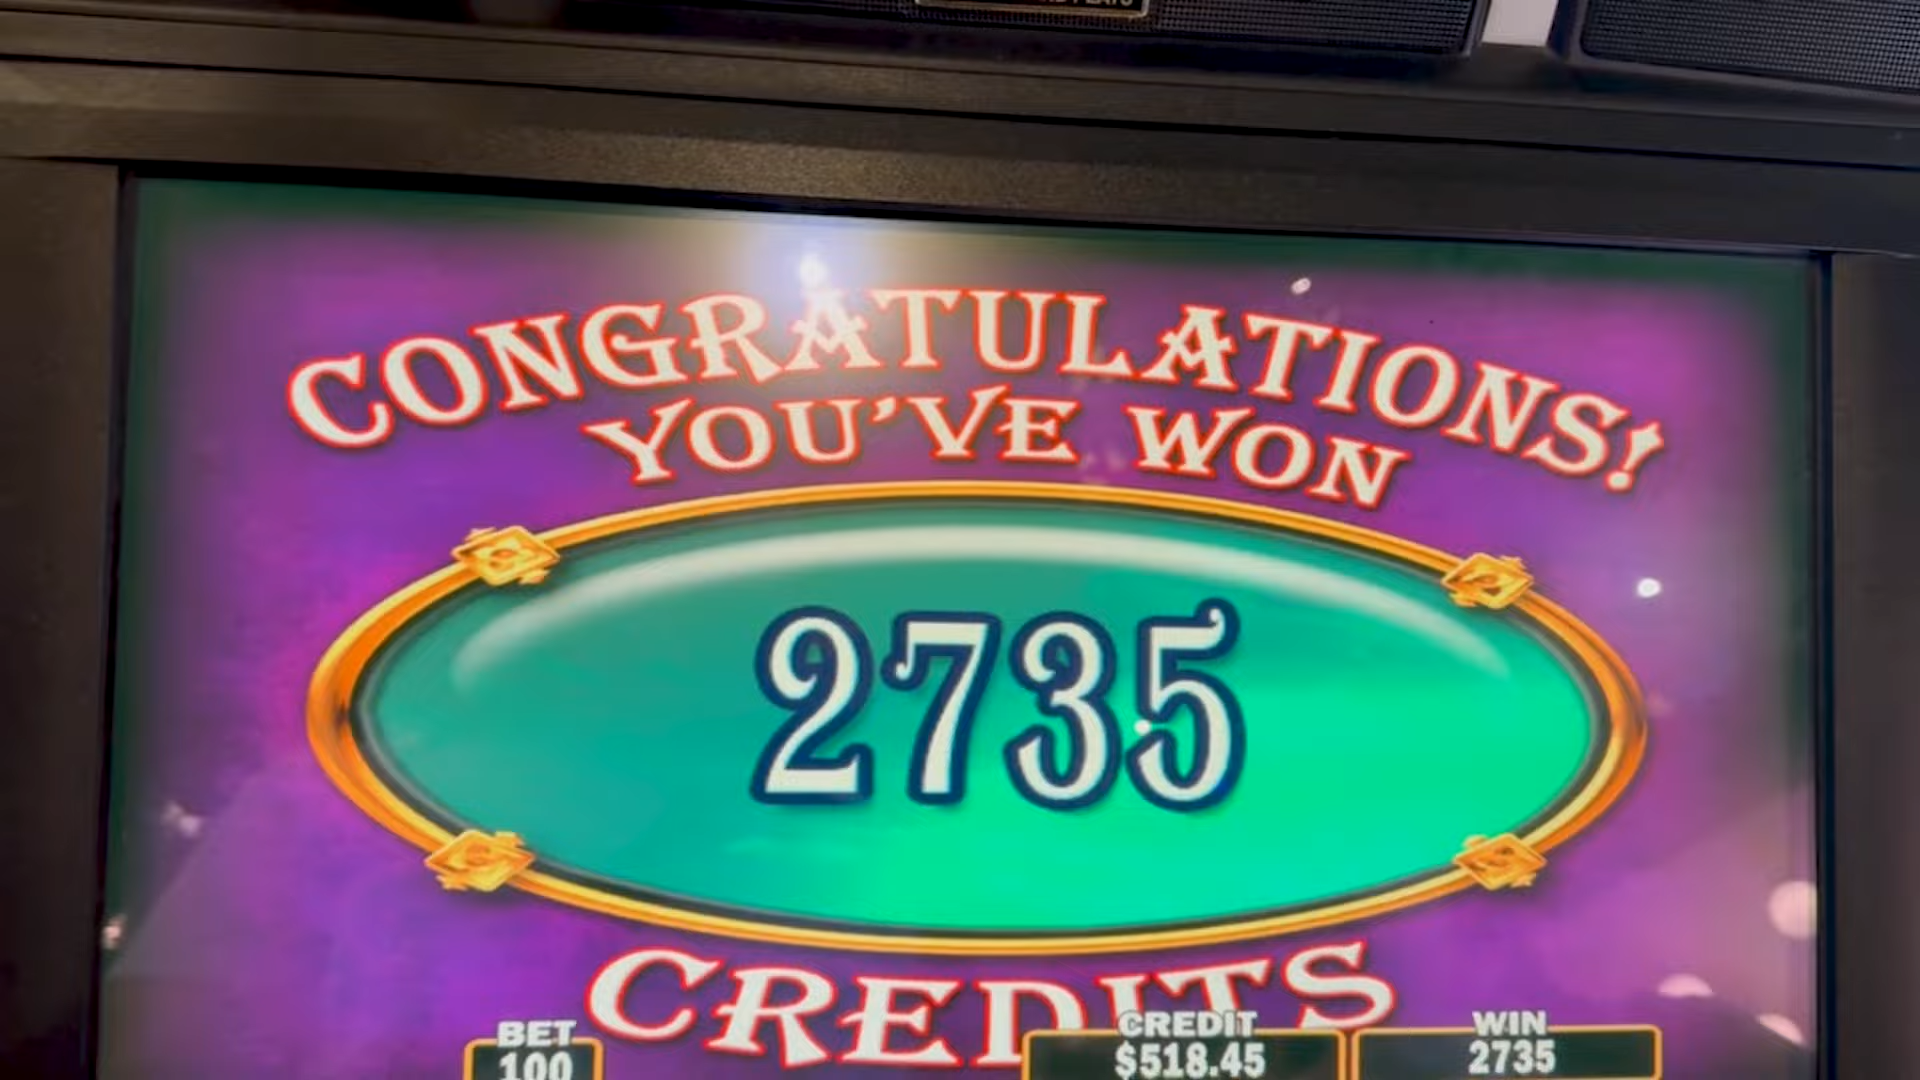 CONGRATULATIONS!
YOU'VE WON
2735
CREDITS
BET
100
CREDIT
$518.45
WIN
2735